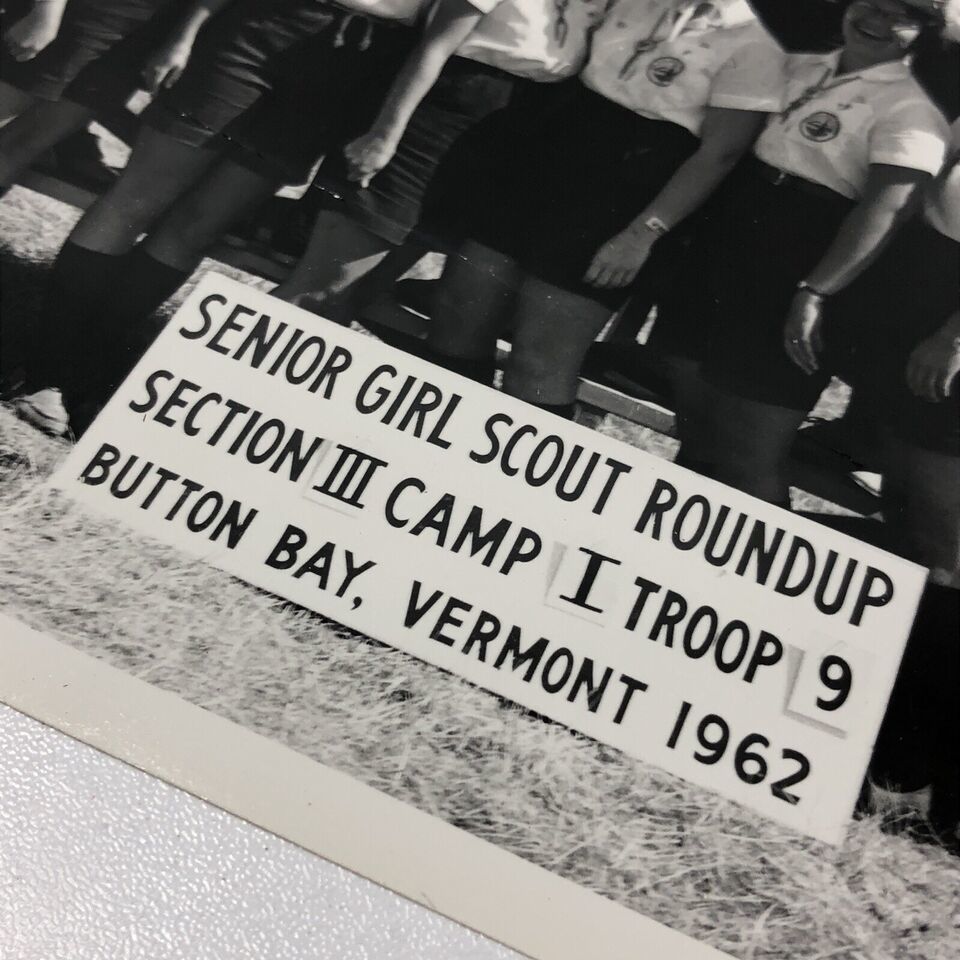 SENIOR GIRL SCOUT ROUNDUP
SECTION III CAMP I TROOP 9
BUTTON BAY, VERMONT 1962